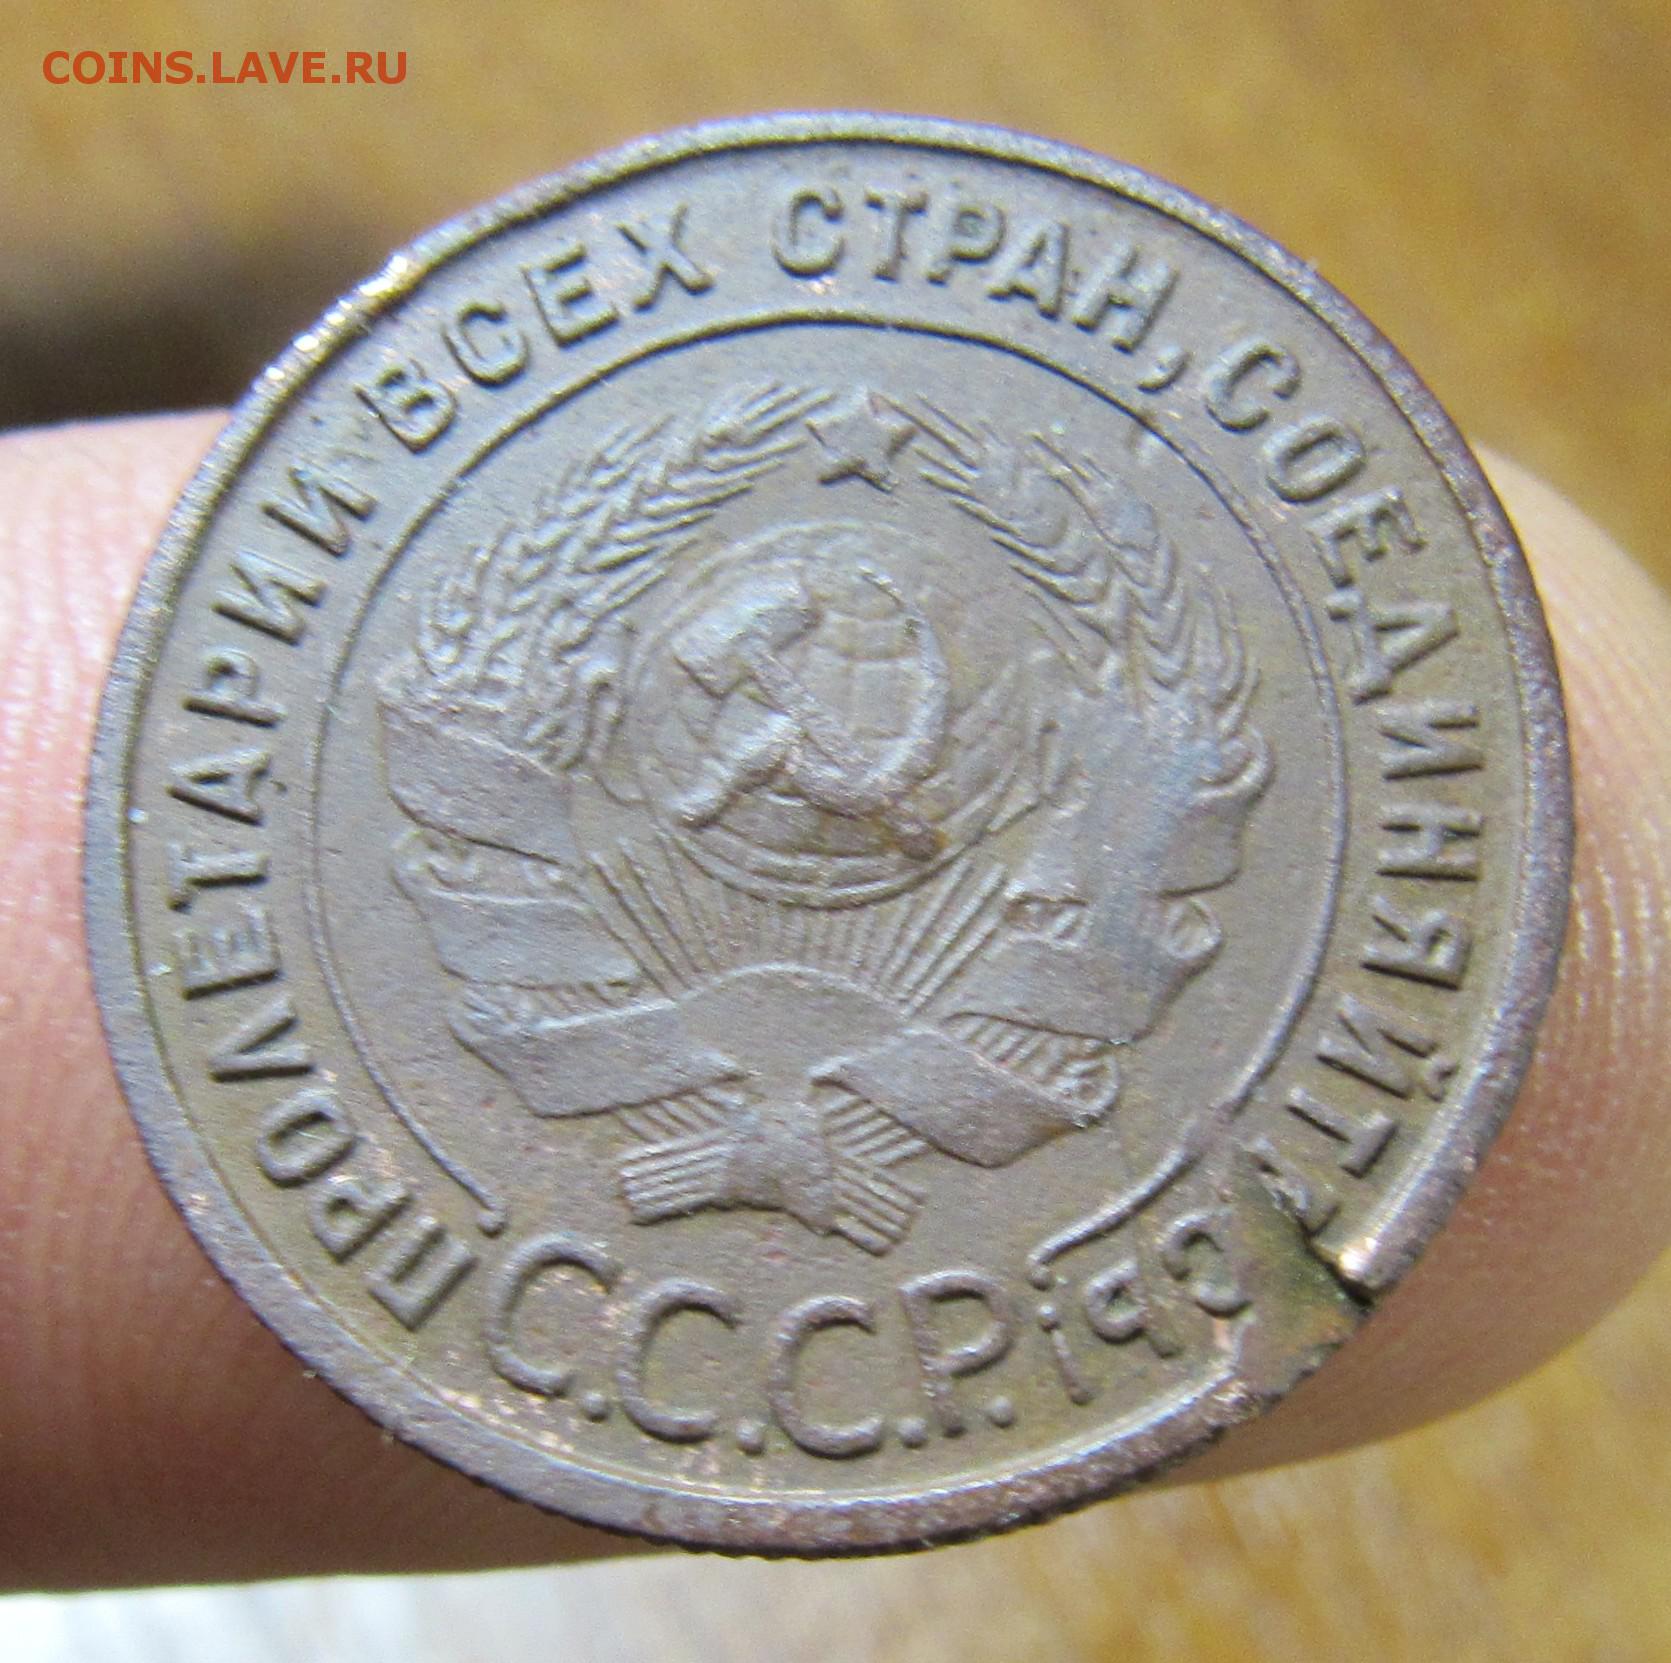 COINS.LAVE.RU
ПРОЛЕТАРИИ ВСЕХ СТРАН, СОЕДИНЯЙТЕСЬ!
С.С.С.Р.